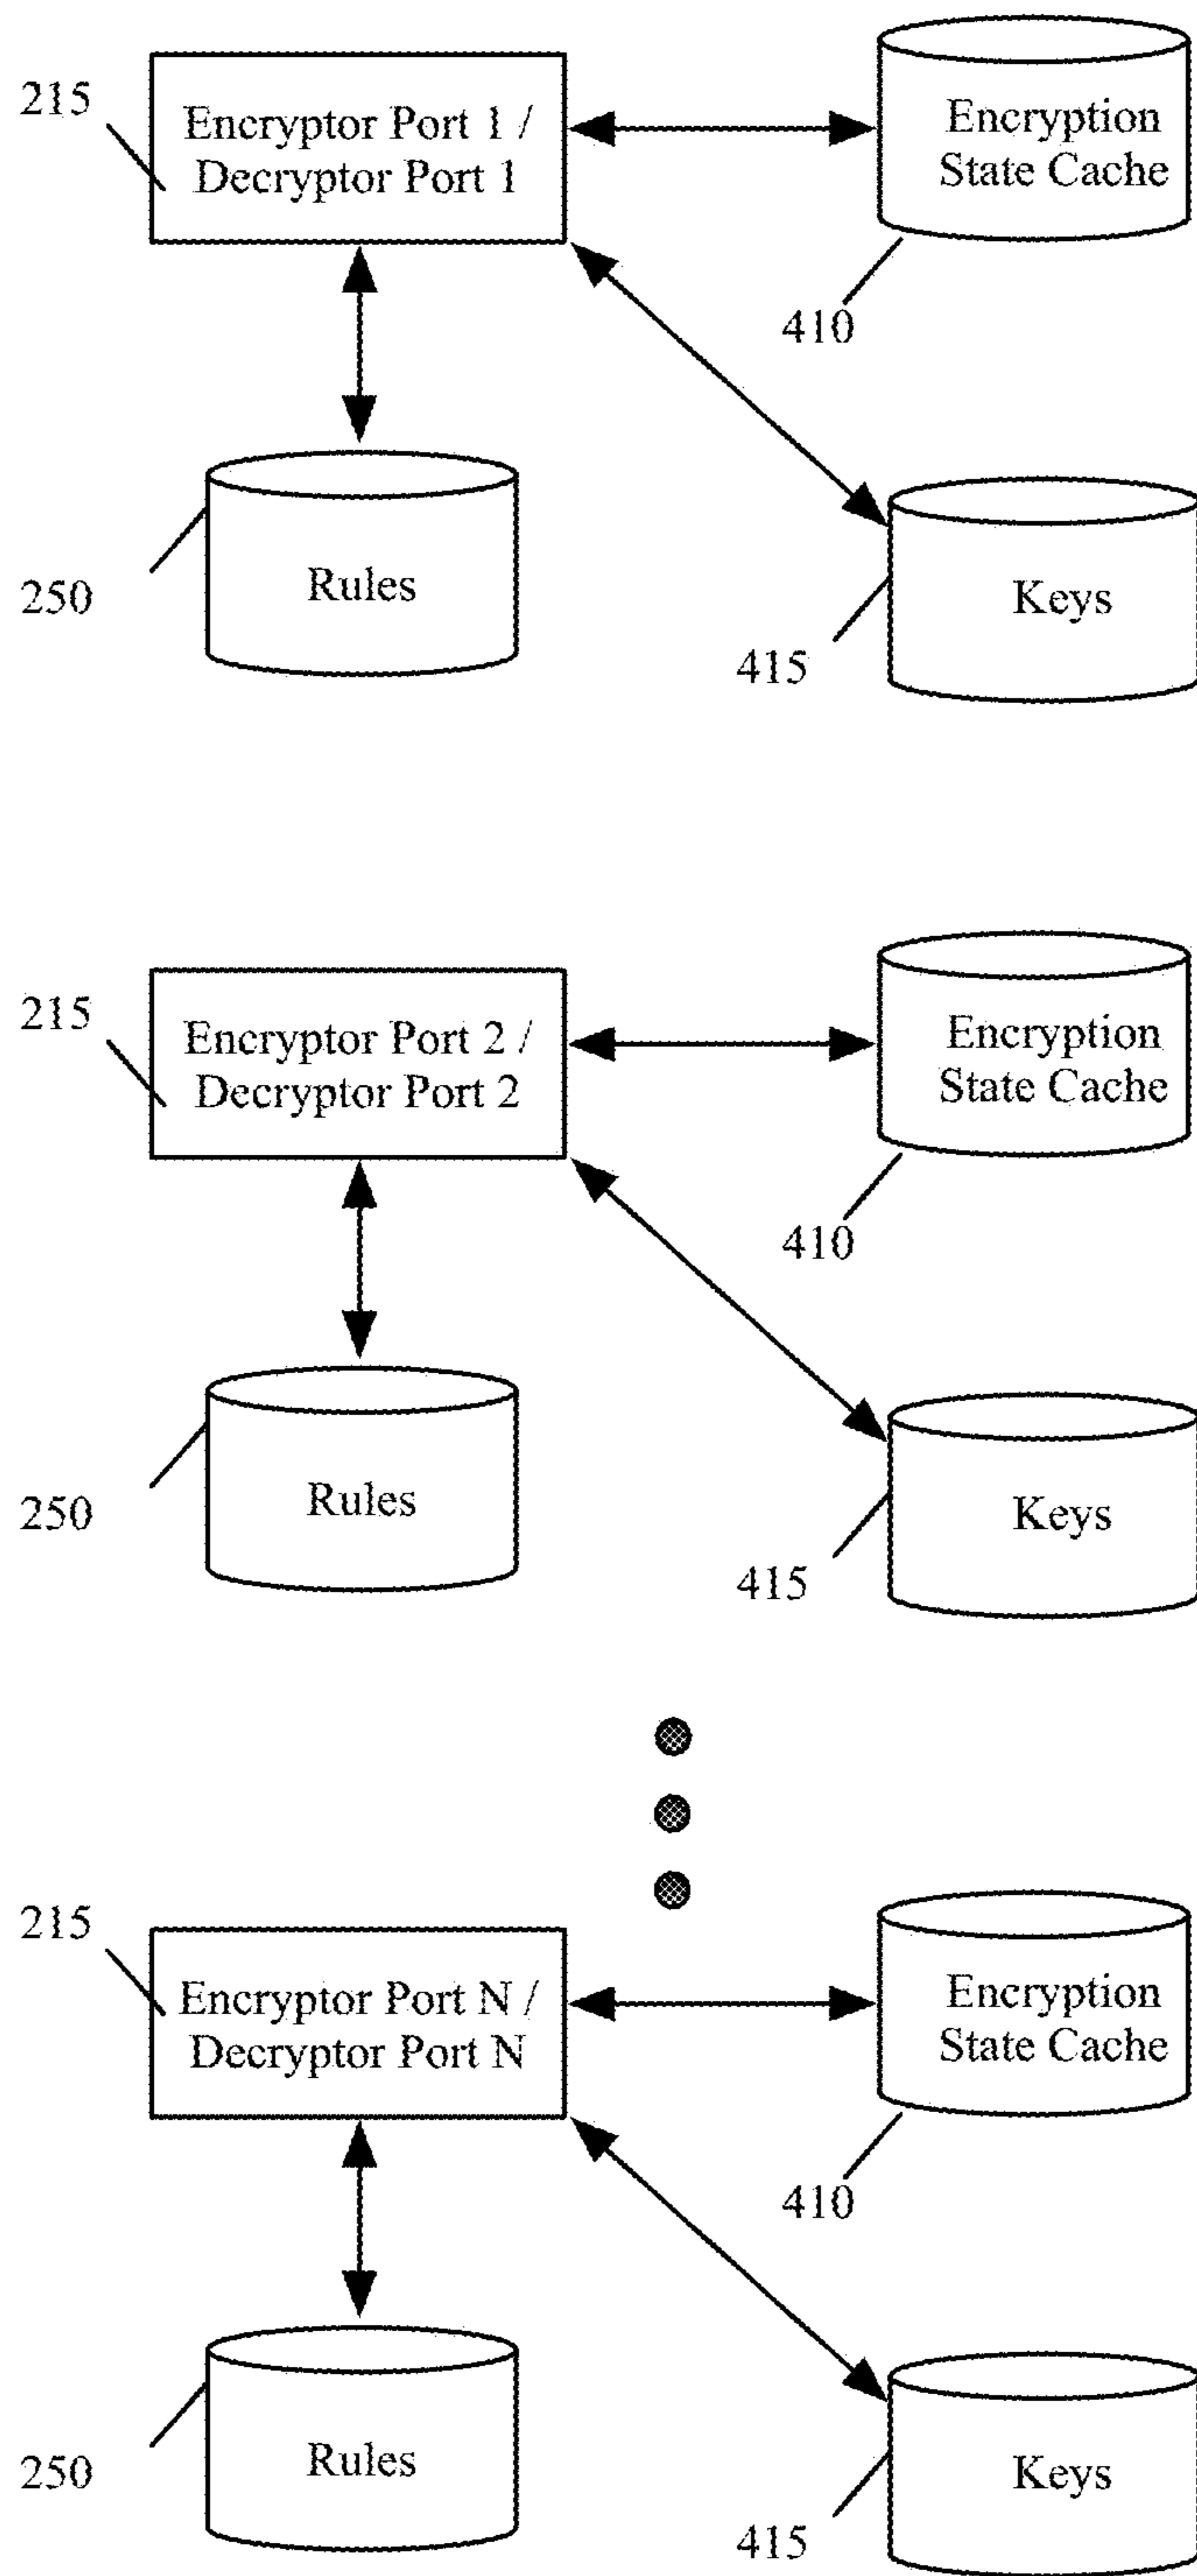 215
Encryptor Port 1 /
Decryptor Port 1
Encryption
State Cache
410
250
Rules
Keys
415
215
Encryptor Port 2 /
Decryptor Port 2
Encryption
State Cache
410
250
Rules
Keys
415
215
Encryptor Port N /
Decryptor Port N
Encryption
State Cache
410
250
Rules
Keys
415